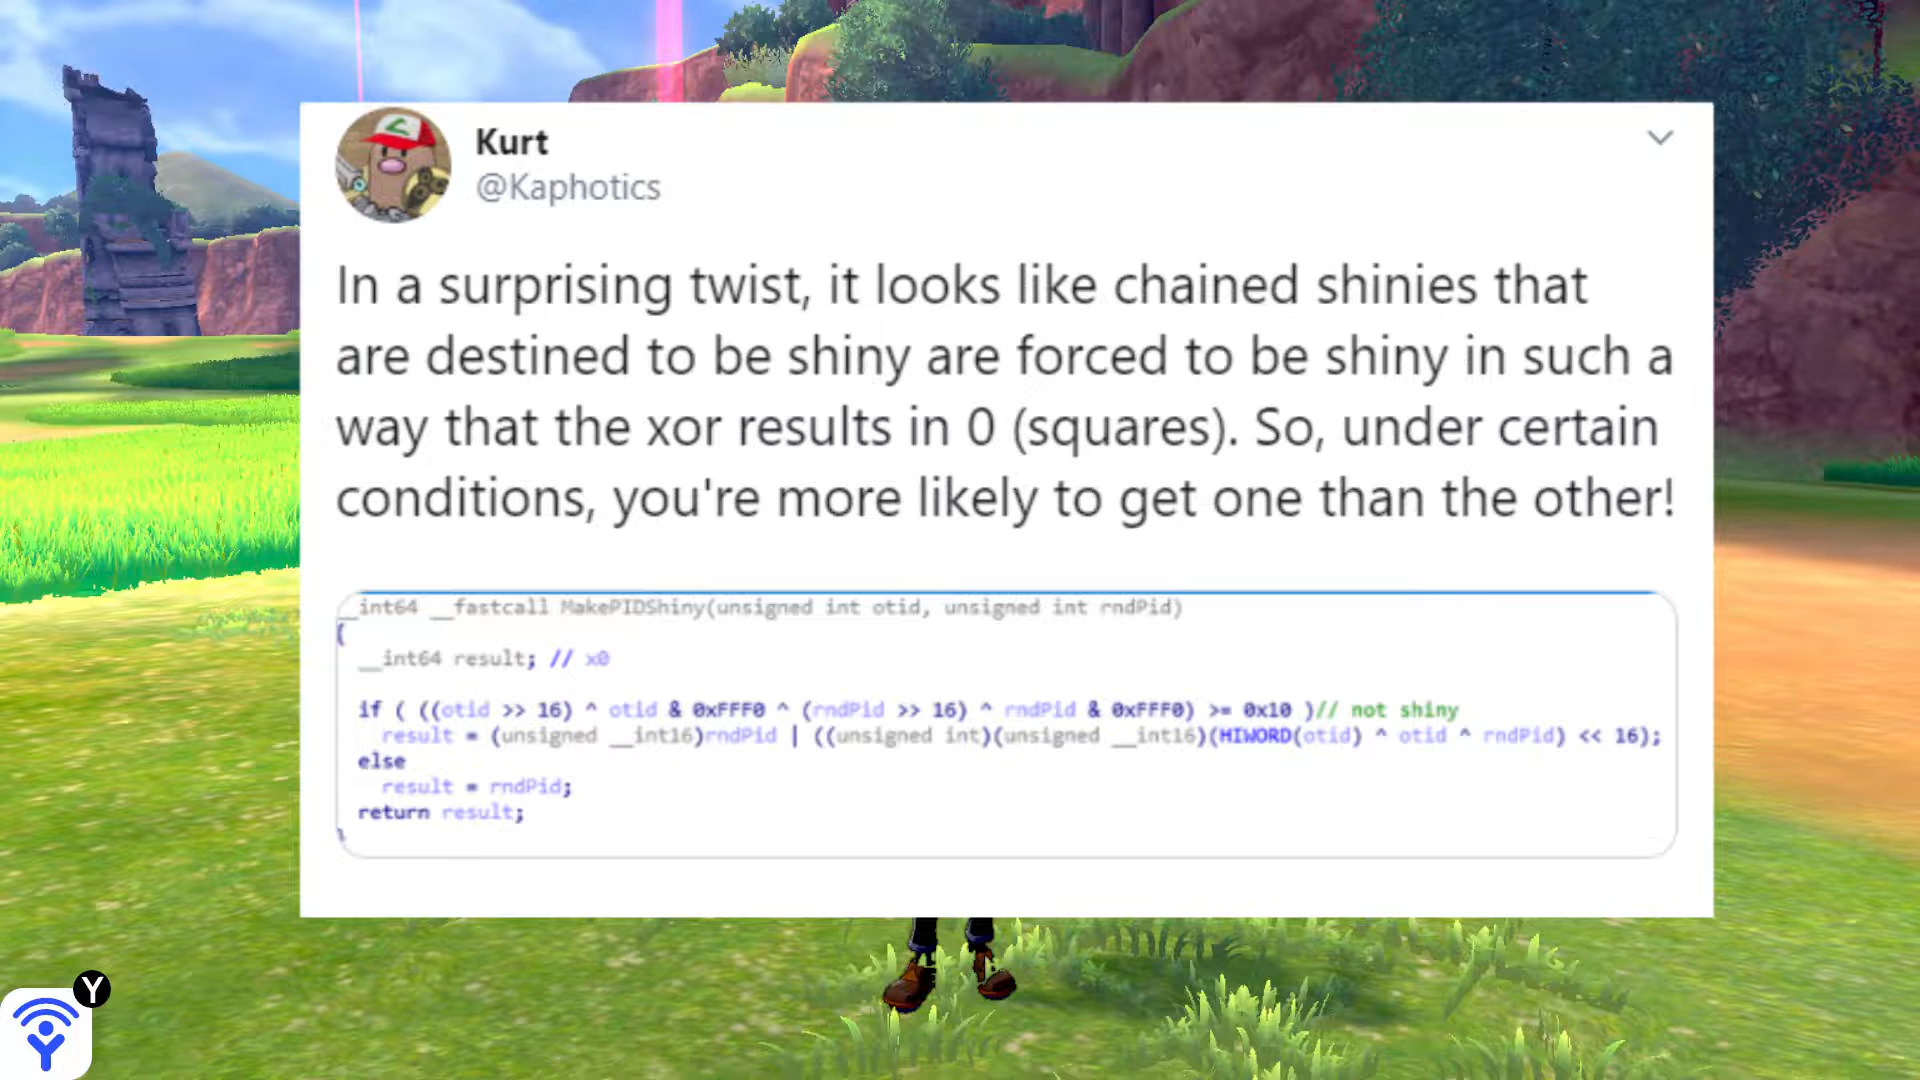 Kurt
@Kaphotics
In a surprising twist, it looks like chained shinies that
are destined to be shiny are forced to be shiny in such a
way that the xor results in 0 (squares). So, under certain
conditions, you're more likely to get one than the other!
__int64 __fastcall MakePIDShiny(unsigned int otid, unsigned int rndPid)
{
__int64 result; // x0
if ( ((otid >> 16) ^ otid & 0xFFF0 ^ (rndPid >> 16) ^ rndPid & 0xFFF0) >= 0x10 )// not shiny
result = (unsigned __int16)rndPid | ((unsigned int)(unsigned __int16)(HIWORD(otid) ^ otid ^ rndPid) << 16);
else
result = rndPid;
return result;
}
Y